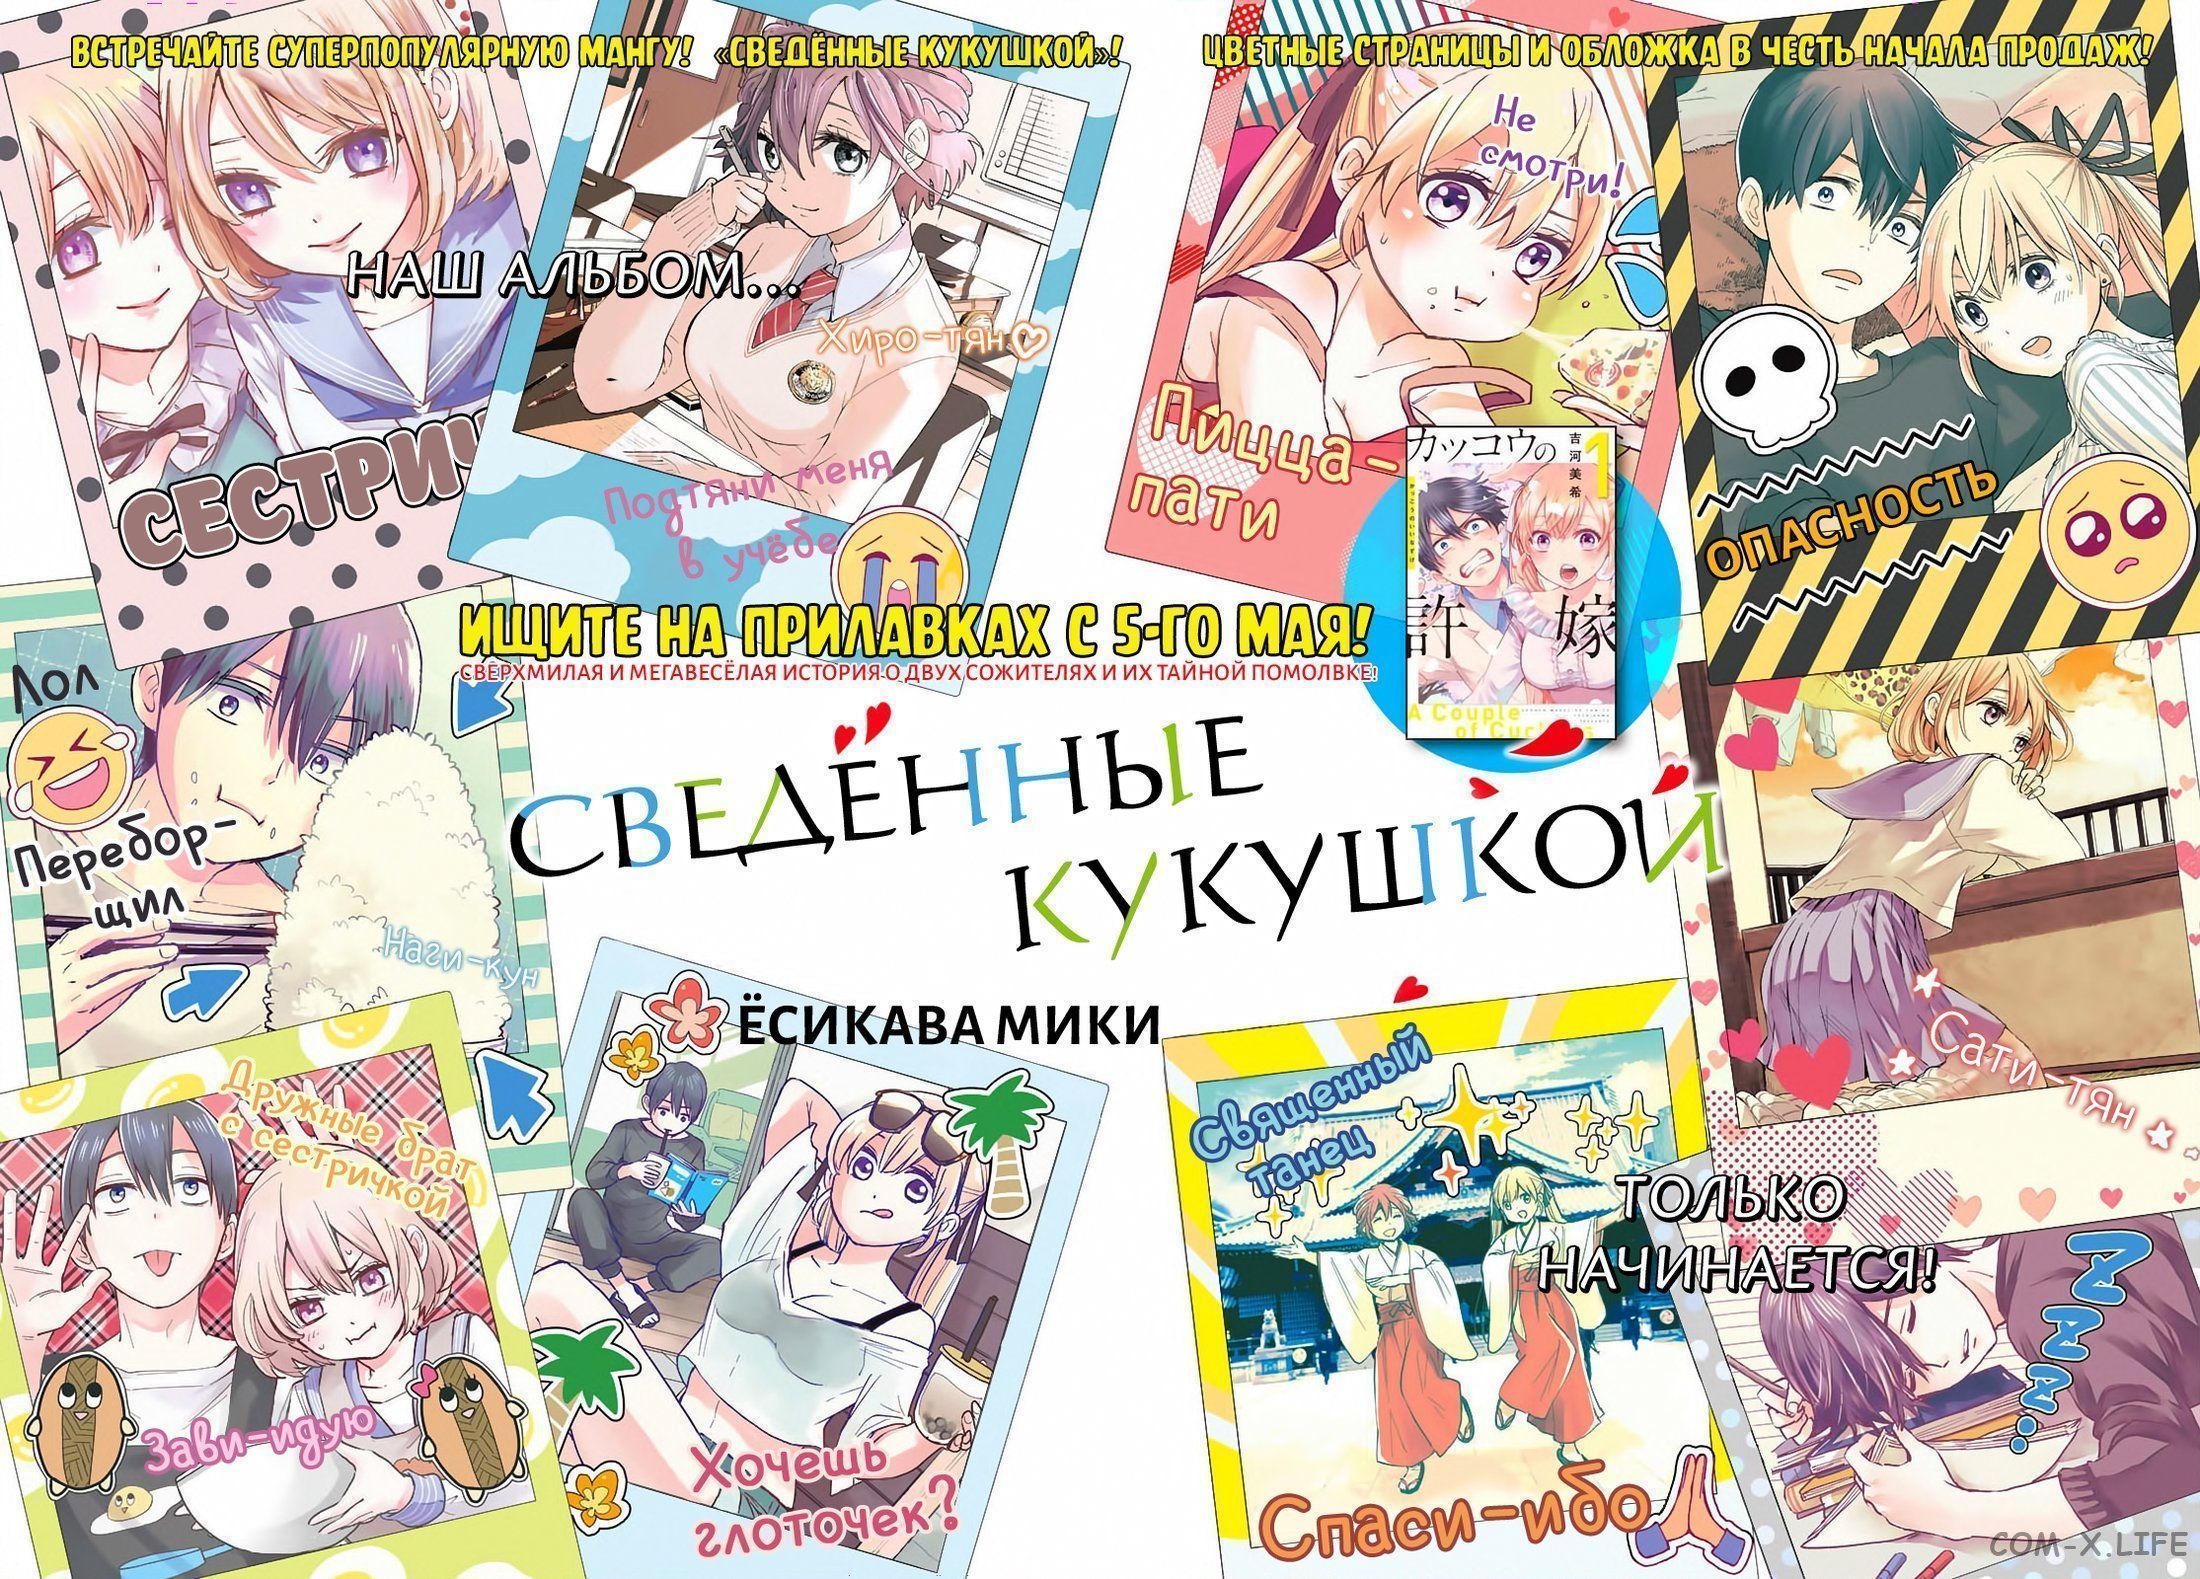 ВСТРЕЧАЙТЕ СУПЕРПОПУЛЯРНУЮ МАНГУ! «СВЕДЁННЫЕ КУКУШКОЙ»!
ЦВЕТНЫЕ СТРАНИЦЫ И ОБЛОЖКА В ЧЕСТЬ НАЧАЛА ПРОДАЖ!
НАШ АЛЬБОМ...
СЕСТРИЧ
Хиро-тян
Подтяни меня
в учёбе
Не
смотри!
Пицца-
пати
ОПАСНОСТЬ
カッコウの
許嫁
吉河美希
1
A Couple
ИЩИТЕ НА ПРИЛАВКАХ С 5-ГО МАЯ!
СВЕРХМИЛАЯ И МЕГАВЕСЁЛАЯ ИСТОРИЯ О ДВУХ СОЖИТЕЛЯХ И ИХ ТАЙНОЙ ПОМОЛВКЕ!
Лол
Перебор-
щил
Наги-кун
СВЕДЁННЫЕ
КУКУШКОЙ
ЁСИКАВА МИКИ
Сати-тян
Дружные брат
с сестричкой
Зави-идую
Хочешь
глоточек?
Священный
танец
Спаси-ибо
ТОЛЬКО
НАЧИНАЕТСЯ!
Z
Z
Z
Z...
COM-X.LIFE